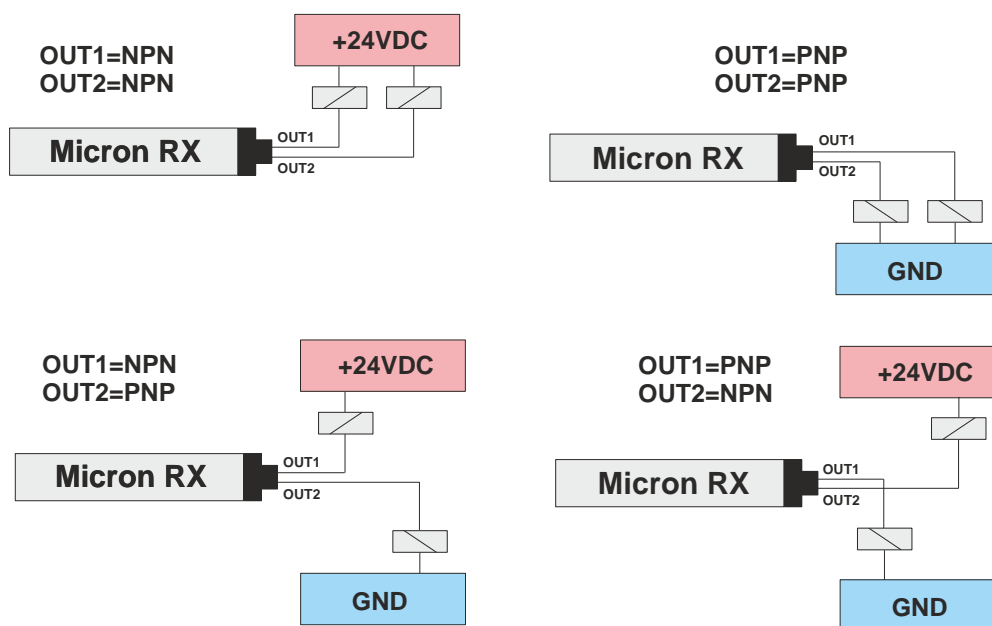 OUT1=NPN
OUT2=NPN
+24VDC
Micron RX
OUT1
OUT2
OUT1=PNP
OUT2=PNP
Micron RX
OUT1
OUT2
GND
OUT1=NPN
OUT2=PNP
+24VDC
Micron RX
OUT1
OUT2
GND
OUT1=PNP
OUT2=NPN
+24VDC
Micron RX
OUT1
OUT2
GND